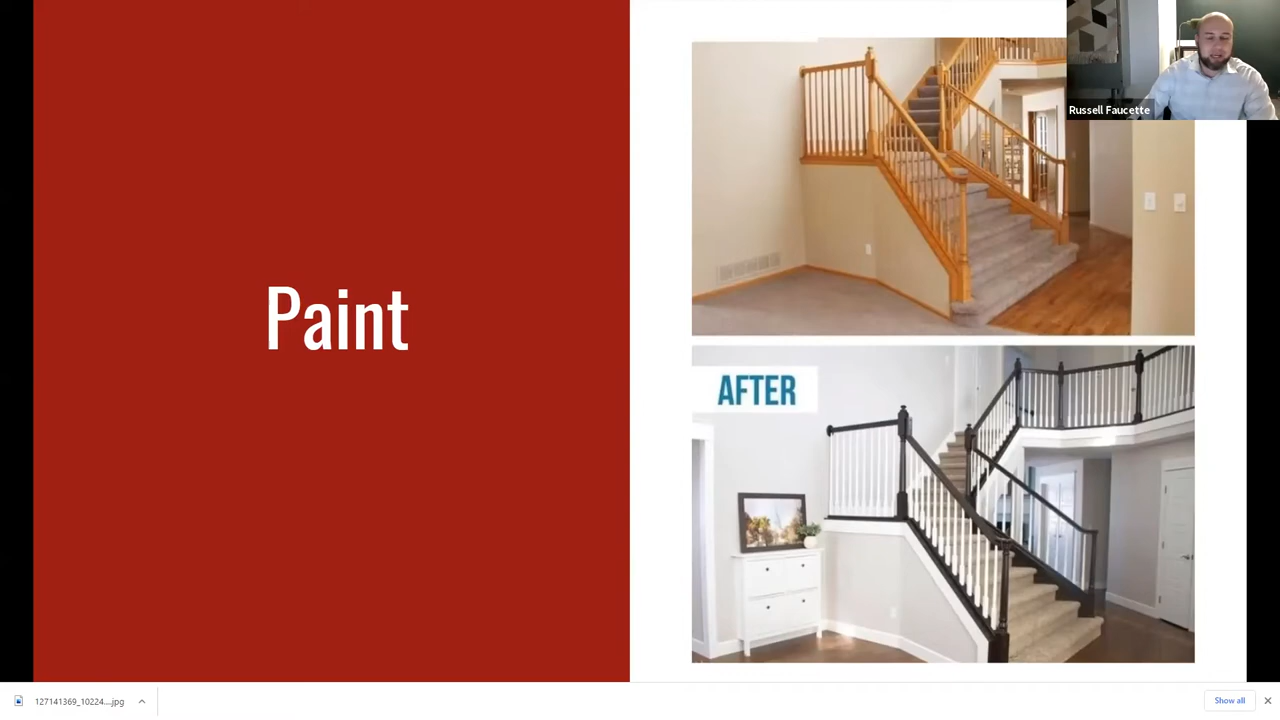 Paint
Russell Faucette
AFTER
127141369_10224....jpg
Show all